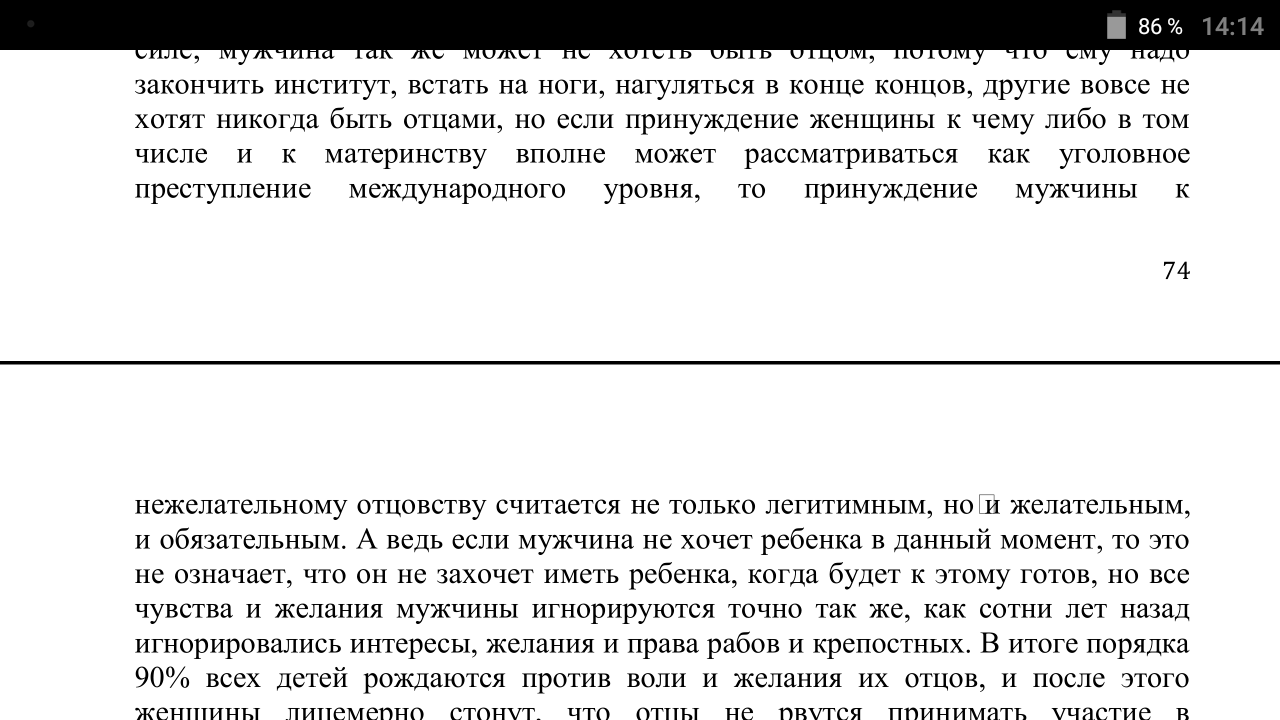 86 % 14:14
силе, мужчина так же может не хотеть быть отцом, потому что ему надо
закончить институт, встать на ноги, нагуляться в конце концов, другие вовсе не
хотят никогда быть отцами, но если принуждение женщины к чему либо в том
числе и к материнству вполне может рассматриваться как уголовное
преступление международного уровня, то принуждение мужчины к
74
нежелательному отцовству считается не только легитимным, но и желательным,
и обязательным. А ведь если мужчина не хочет ребенка в данный момент, то это
не означает, что он не захочет иметь ребенка, когда будет к этому готов, но все
чувства и желания мужчины игнорируются точно так же, как сотни лет назад
игнорировались интересы, желания и права рабов и крепостных. В итоге порядка
90% всех детей рождаются против воли и желания их отцов, и после этого
женщины лицемерно стонут, что отцы не рвутся принимать участие в